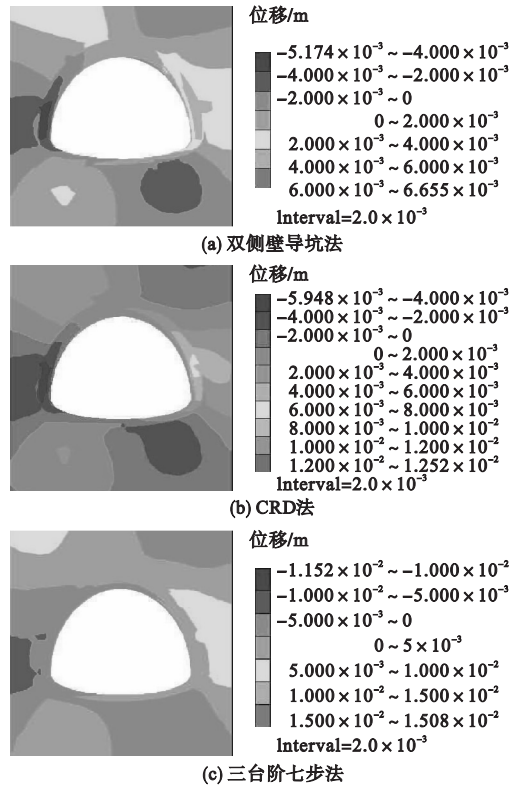 位移/m
−5.174×10⁻³~−4.000×10⁻³
−4.000×10⁻³~−2.000×10⁻³
−2.000×10⁻³~0
0~2.000×10⁻³
2.000×10⁻³~4.000×10⁻³
4.000×10⁻³~6.000×10⁻³
6.000×10⁻³~6.655×10⁻³
Interval=2.0×10⁻³
(a) 双侧壁导坑法
位移/m
−5.948×10⁻³~−4.000×10⁻³
−4.000×10⁻³~−2.000×10⁻³
−2.000×10⁻³~0
0~2.000×10⁻³
2.000×10⁻³~4.000×10⁻³
4.000×10⁻³~6.000×10⁻³
6.000×10⁻³~8.000×10⁻³
8.000×10⁻³~1.000×10⁻²
1.000×10⁻²~1.200×10⁻²
1.200×10⁻²~1.252×10⁻²
Interval=2.0×10⁻³
(b) CRD法
位移/m
−1.152×10⁻²~−1.000×10⁻²
−1.000×10⁻²~−5.000×10⁻³
−5.000×10⁻³~0
0~5×10⁻³
5.000×10⁻³~1.000×10⁻²
1.000×10⁻²~1.500×10⁻²
1.500×10⁻²~1.508×10⁻²
Interval=2.0×10⁻³
(c) 三台阶七步法